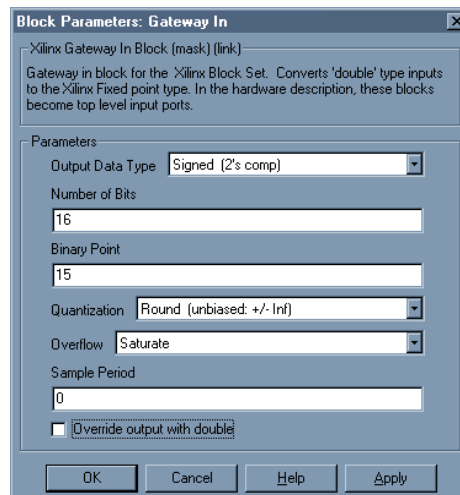 Block Parameters: Gateway In
Xilinx Gateway In Block (mask) (link)
Gateway in block for the Xilinx Block Set. Converts 'double' type inputs
to the Xilinx Fixed point type. In the hardware description, these blocks
become top level input ports.
Parameters
Output Data Type Signed (2's comp)
Number of Bits
16
Binary Point
15
Quantization Round (unbiased: +/- Inf)
Overflow Saturate
Sample Period
0
Override output with double
OK Cancel Help Apply